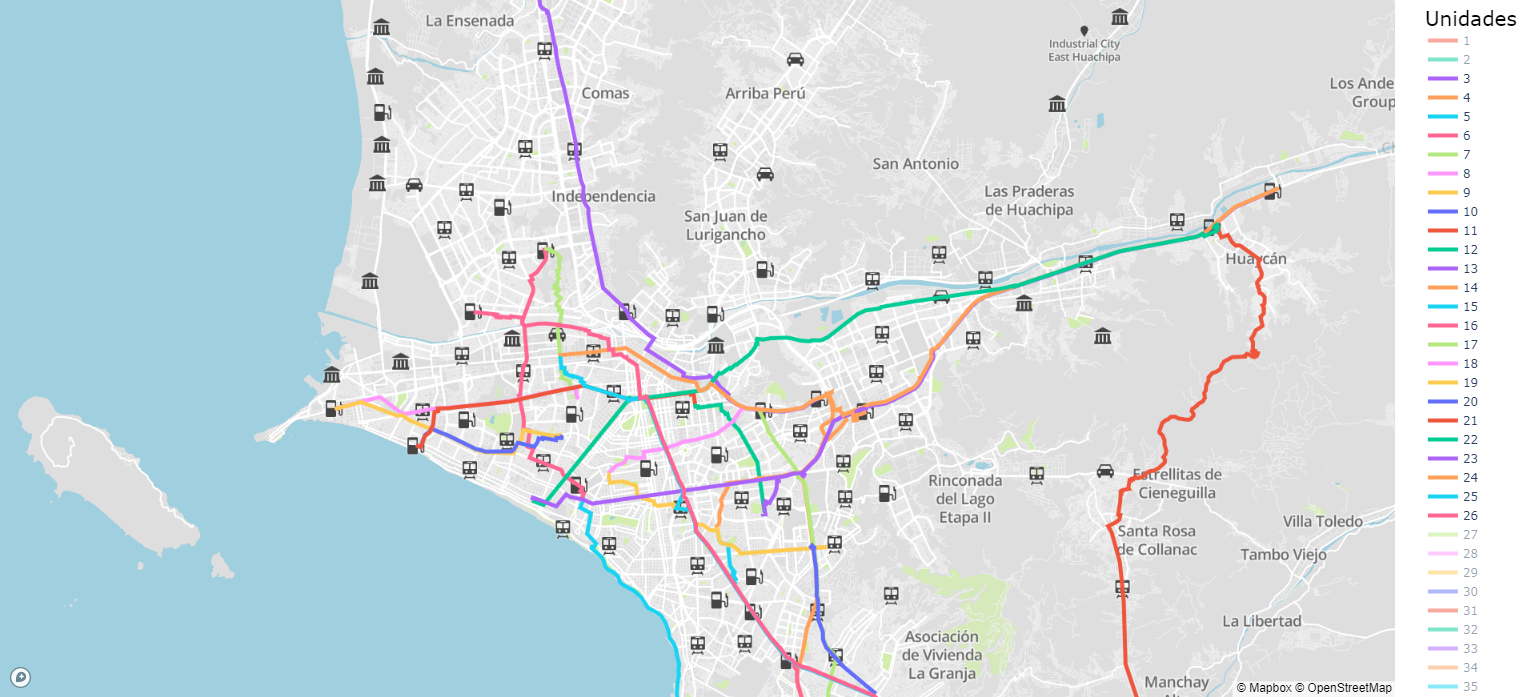 La Ensenada
Industrial City
East Huachipa
Los Ande
Group
Comas
Arriba Perú
San Antonio
Independencia
Las Praderas
de Huachipa
San Juan de
Lurigancho
Huaycán
Rinconada
del Lago
Etapa II
Estrellitas de
Cieneguilla
Santa Rosa
de Collanac
Villa Toledo
Tambo Viejo
La Libertad
Asociación
de Vivienda
La Granja
Manchay
© Mapbox © OpenStreetMap
Unidades
1
2
3
4
5
6
7
8
9
10
11
12
13
14
15
16
17
18
19
20
21
22
23
24
25
26
27
28
29
30
31
32
33
34
35